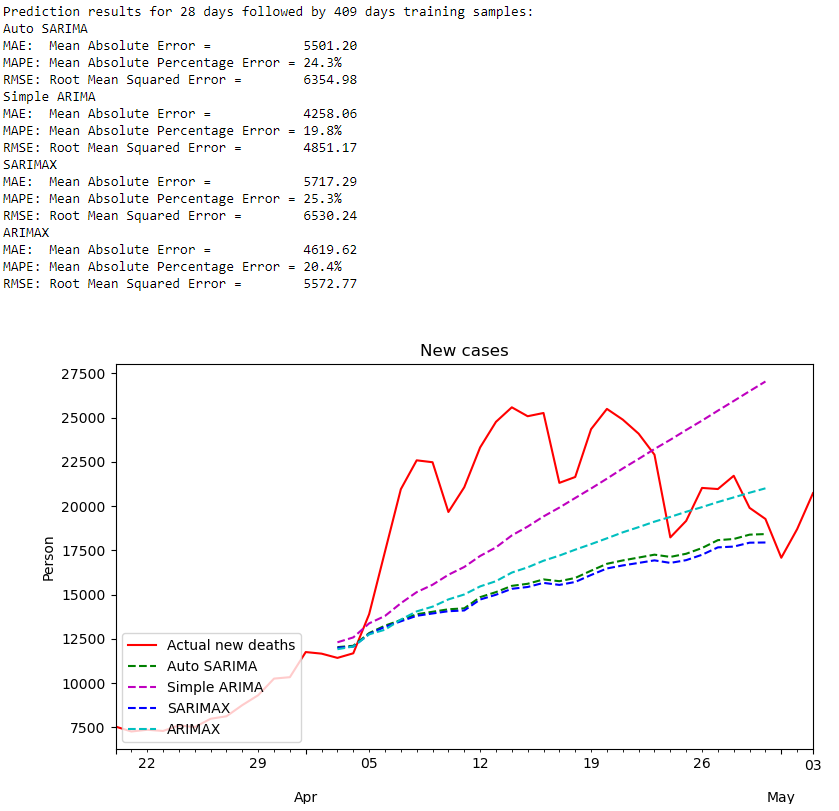 Prediction results for 28 days followed by 409 days training samples:
Auto SARIMA
MAE:  Mean Absolute Error =            5501.20
MAPE: Mean Absolute Percentage Error = 24.3%
RMSE: Root Mean Squared Error =        6354.98
Simple ARIMA
MAE:  Mean Absolute Error =            4258.06
MAPE: Mean Absolute Percentage Error = 19.8%
RMSE: Root Mean Squared Error =        4851.17
SARIMAX
MAE:  Mean Absolute Error =            5717.29
MAPE: Mean Absolute Percentage Error = 25.3%
RMSE: Root Mean Squared Error =        6530.24
ARIMAX
MAE:  Mean Absolute Error =            4619.62
MAPE: Mean Absolute Percentage Error = 20.4%
RMSE: Root Mean Squared Error =        5572.77
New cases
27500
25000
22500
20000
17500
15000
12500
10000
7500
Person
Actual new deaths
Auto SARIMA
Simple ARIMA
SARIMAX
ARIMAX
22 29 05 12 19 26 03
Apr May